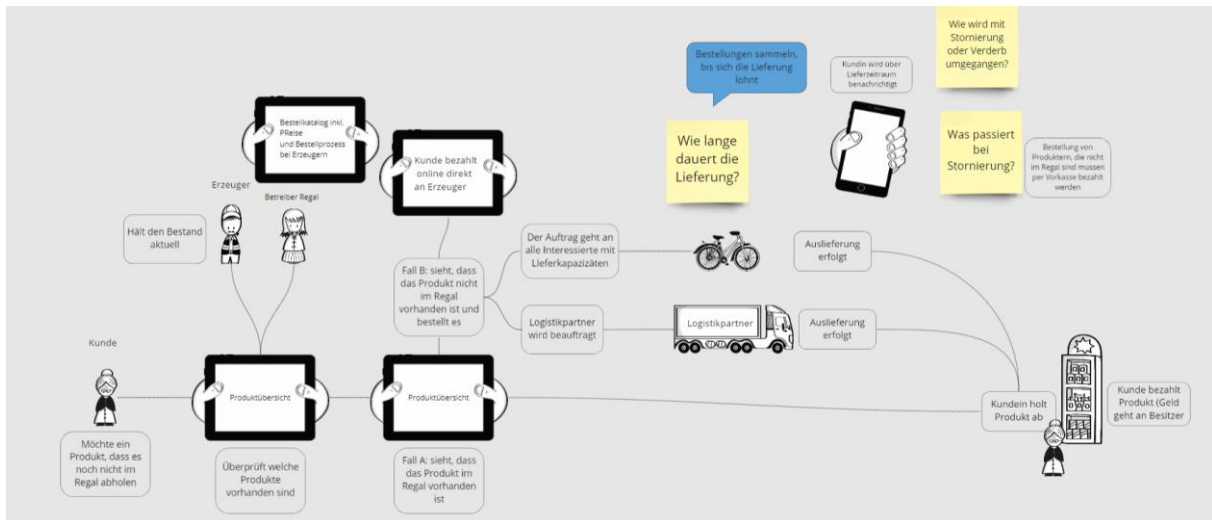 Wie wird mit
Stornierung
oder Verderb
umgegangen?
Bestellungen sammeln,
bis sich die Lieferung
lohnt
Kundin wird über
Lieferzeitraum
benachrichtigt
Bestellkatalog inkl.
PReise
und Bestellprozess
bei Erzeugern
Kunde bezahlt
online direkt
an Erzeuger
Wie lange
dauert die
Lieferung?
Was passiert
bei
Stornierung?
Bestellung von
Produktern, die nicht
im Regal sind müssen
per Vorkasse bezahlt
werden
Erzeuger
Betreiber Regal
Hält den Bestand
aktuell
Fall B: sieht, dass
das Produkt nicht
im Regal
vorhanden ist und
bestellt es
Der Auftrag geht an
alle Interessierte mit
LIeferkapazizäten
Auslieferung
erfolgt
Logistikpartner
wird beauftragt
Logistikpartner
Auslieferung
erfolgt
Kunde
Produktübersicht
Produktübersicht
Möchte ein
Produkt, dass es
noch nicht im
Regal abholen
Überprüft welche
Produkte
vorhanden sind
Fall A: sieht, dass
das Produkt im
Regal vorhanden
ist
Kundein holt
Produkt ab
Kunde bezahlt
Produkt (Geld
geht an Besitzer